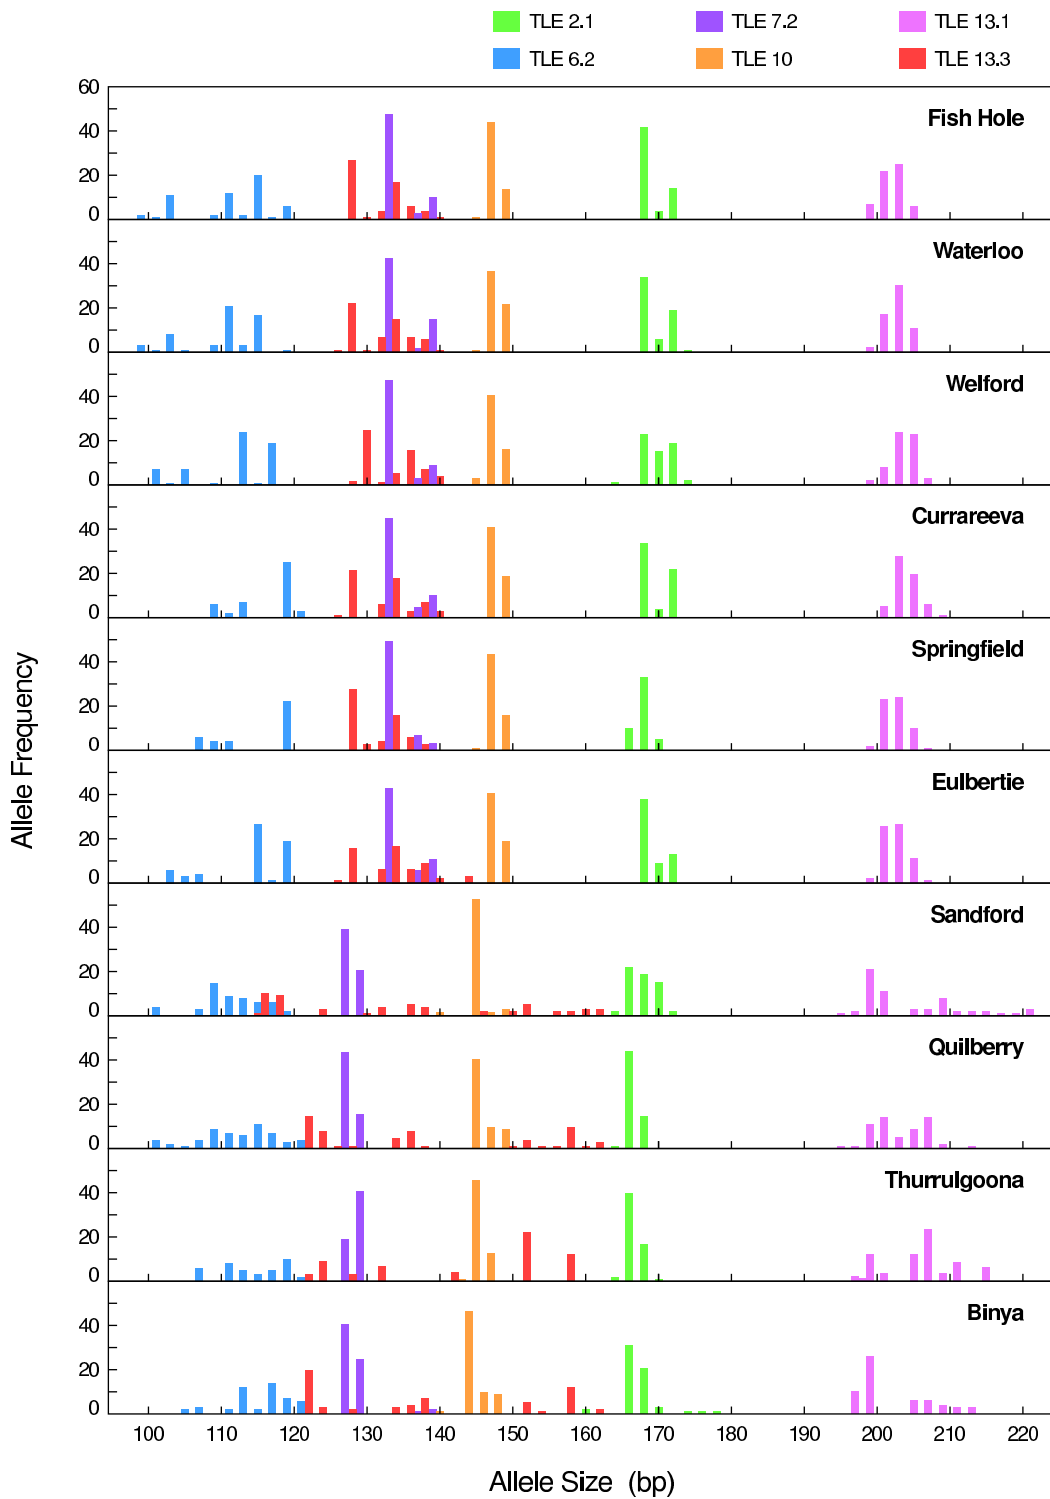 TLE 2.1 TLE 7.2 TLE 13.1
TLE 6.2 TLE 10 TLE 13.3
60
Fish Hole
40
20
0
Waterloo
40
20
0
Welford
40
20
0
Currareeva
40
20
0
Springfield
40
20
0
Eulbertie
40
20
0
Sandford
40
20
0
Quilberry
40
20
0
Thurrulgoona
40
20
0
Binya
40
20
0
Allele Frequency
100 110 120 130 140 150 160 170 180 190 200 210 220
Allele Size (bp)